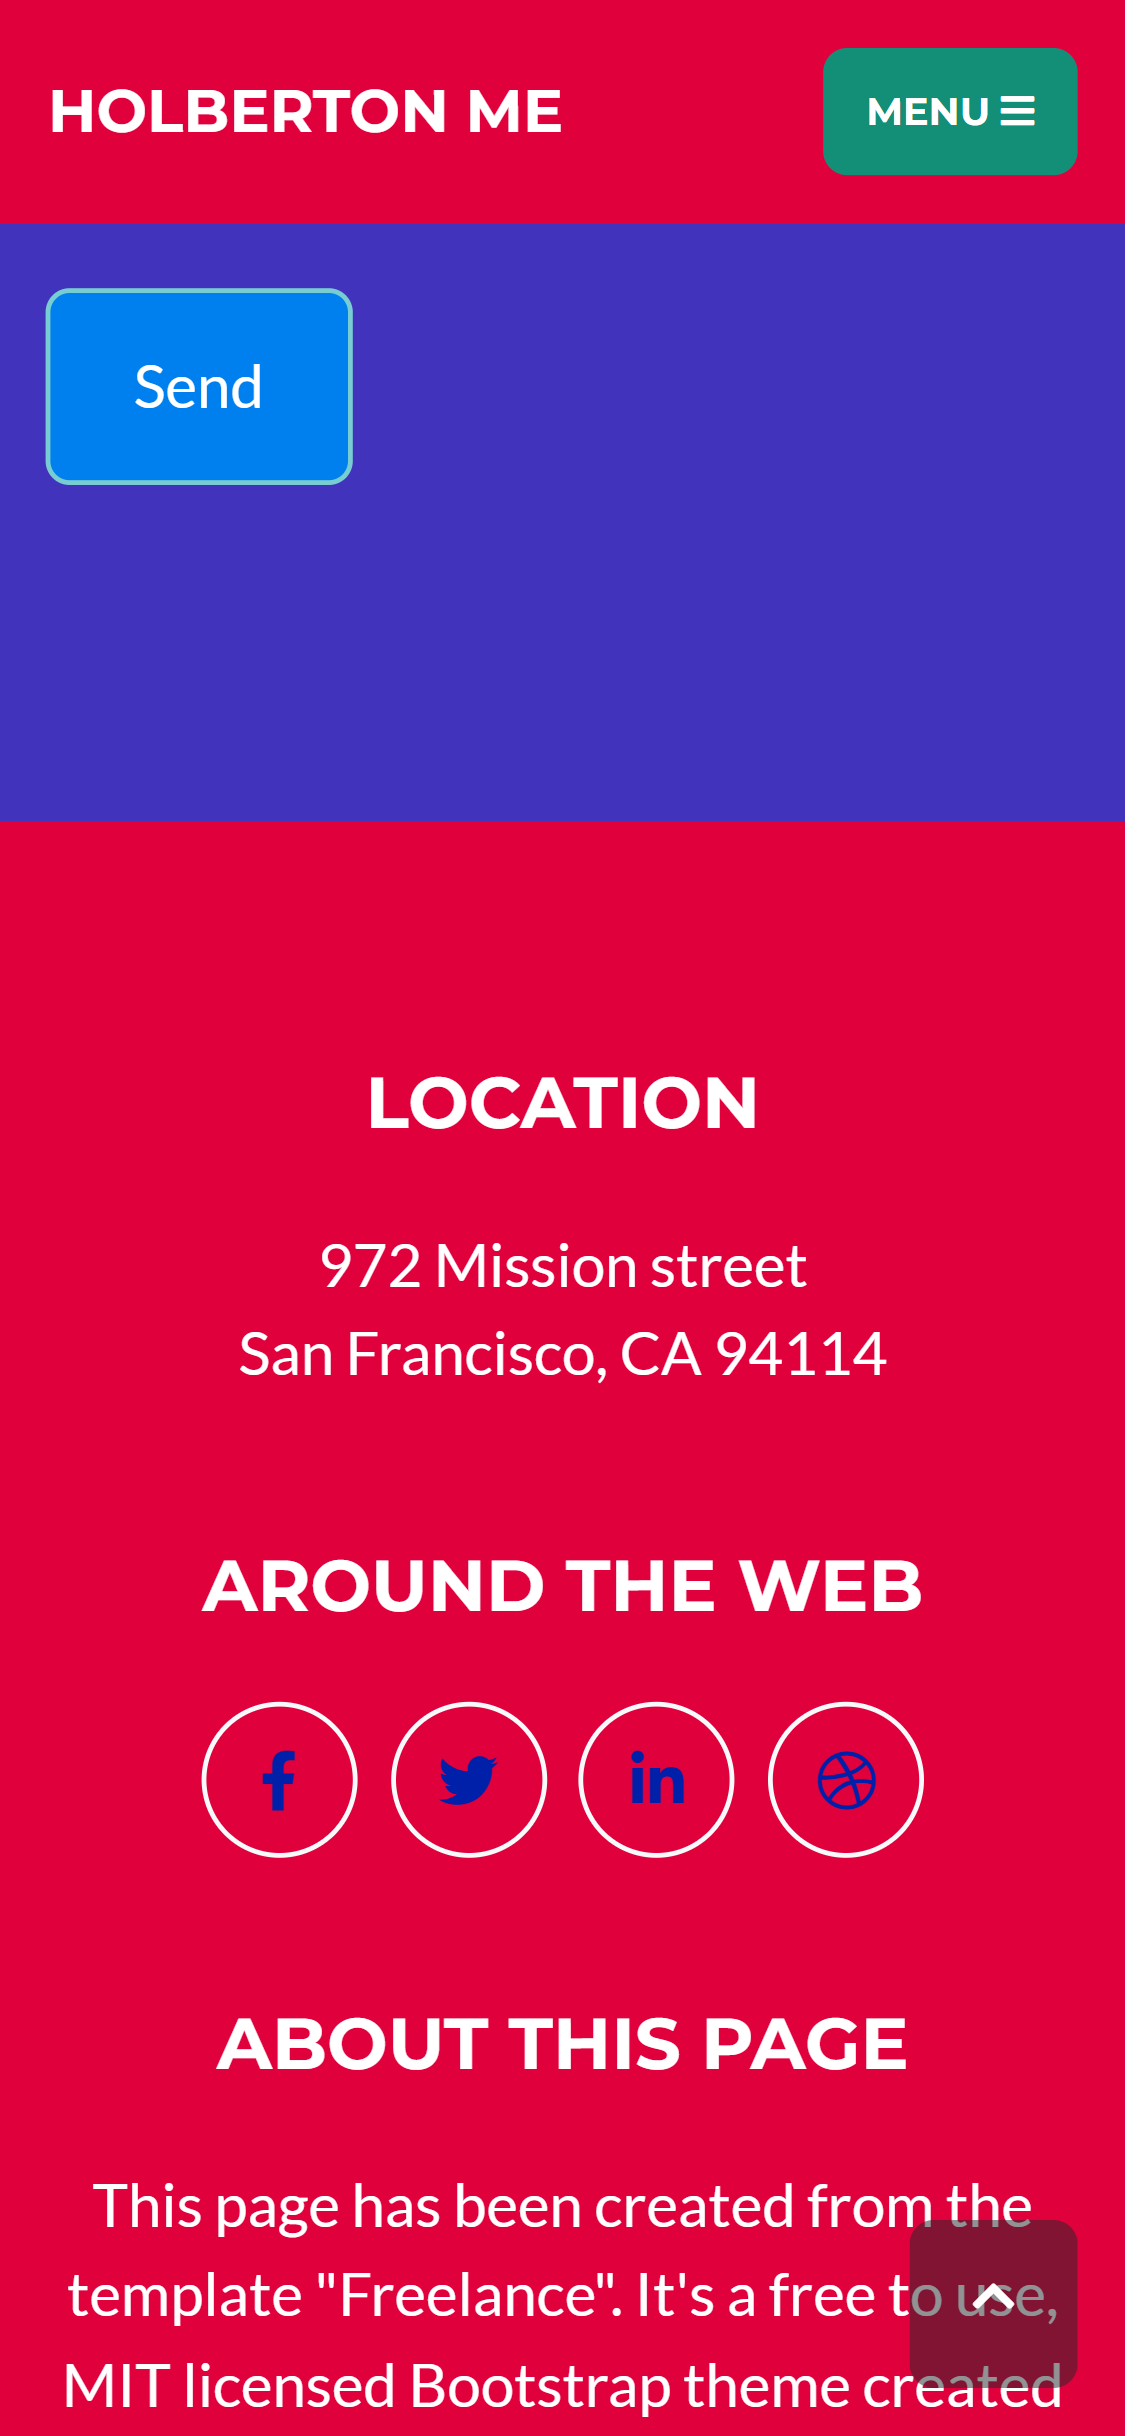 HOLBERTON ME
MENU
Send
LOCATION
972 Mission street
San Francisco, CA 94114
AROUND THE WEB
ABOUT THIS PAGE
This page has been created from the
template "Freelance". It's a free to use,
MIT licensed Bootstrap theme created